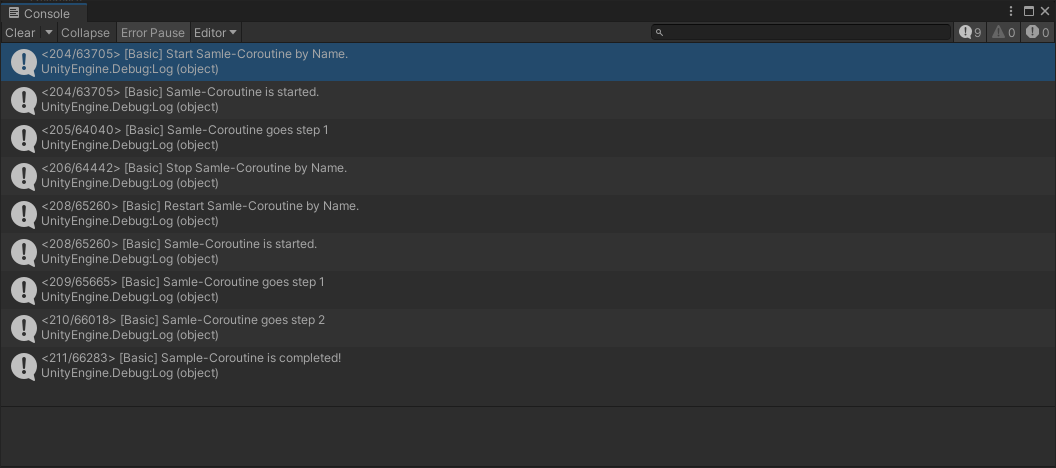 Console
Clear Collapse Error Pause Editor 9 0 0
<204/63705> [Basic] Start Samle-Coroutine by Name.
UnityEngine.Debug:Log (object)
<204/63705> [Basic] Samle-Coroutine is started.
UnityEngine.Debug:Log (object)
<205/64040> [Basic] Samle-Coroutine goes step 1
UnityEngine.Debug:Log (object)
<206/64442> [Basic] Stop Samle-Coroutine by Name.
UnityEngine.Debug:Log (object)
<208/65260> [Basic] Restart Samle-Coroutine by Name.
UnityEngine.Debug:Log (object)
<208/65260> [Basic] Samle-Coroutine is started.
UnityEngine.Debug:Log (object)
<209/65665> [Basic] Samle-Coroutine goes step 1
UnityEngine.Debug:Log (object)
<210/66018> [Basic] Samle-Coroutine goes step 2
UnityEngine.Debug:Log (object)
<211/66283> [Basic] Sample-Coroutine is completed!
UnityEngine.Debug:Log (object)